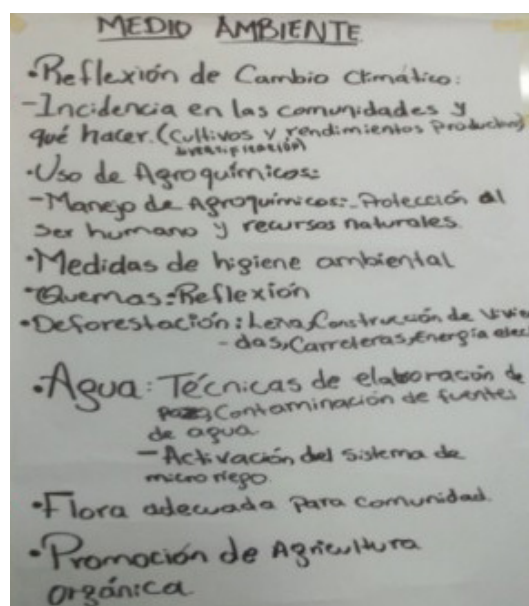 MEDIO AMBIENTE
•Reflexión de Cambio Climático:
-Incidencia en las comunidades y
qué hacer. (Cultivos y rendimientos Productivo)
•Uso de Agroquímicos:
-Manejo de Agroquímicos:-Protección al
ser humano y recursos naturales.
•Medidas de higiene ambiental
•Quemas: Reflexión
•Deforestación: Leña, Construcción de Vivien
-das, Carreteras, Energía elec
•Agua: Técnicas de elaboración de
Contaminación de fuentes
de agua.
-Activación del sistema de
micro riego.
•Flora adecuada para comunidad.
•Promoción de Agricultura
orgánica.